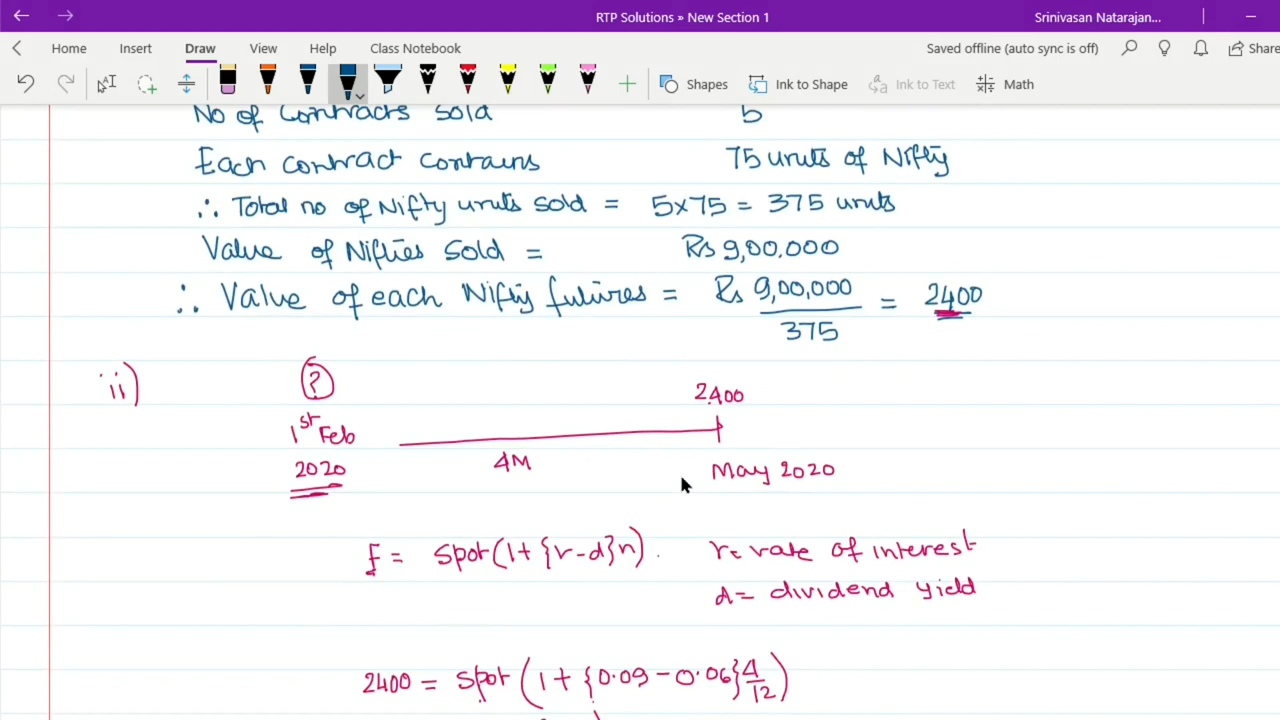 RTP Solutions » New Section 1
Srinivasan Natarajan...
Home Insert Draw View Help Class Notebook
Saved offline (auto sync is off)
Share
Shapes
Ink to Shape
Ink to Text
Math
No of Contracts Sold 5
Each contract contains 75 units of Nifty
∴ Total no of Nifty units sold = 5×75 = 375 units
Value of Nifties sold = Rs 9,00,000
∴ Value of each Nifty futures = Rs 9,00,000 / 375 = 2400
ii) ?
2400
1st Feb
2020
4M
May 2020
F = Spot(1+{r-d}n). r= rate of interest
d= dividend yield
2400 = Spot (1+{0.09-0.06}4/12)